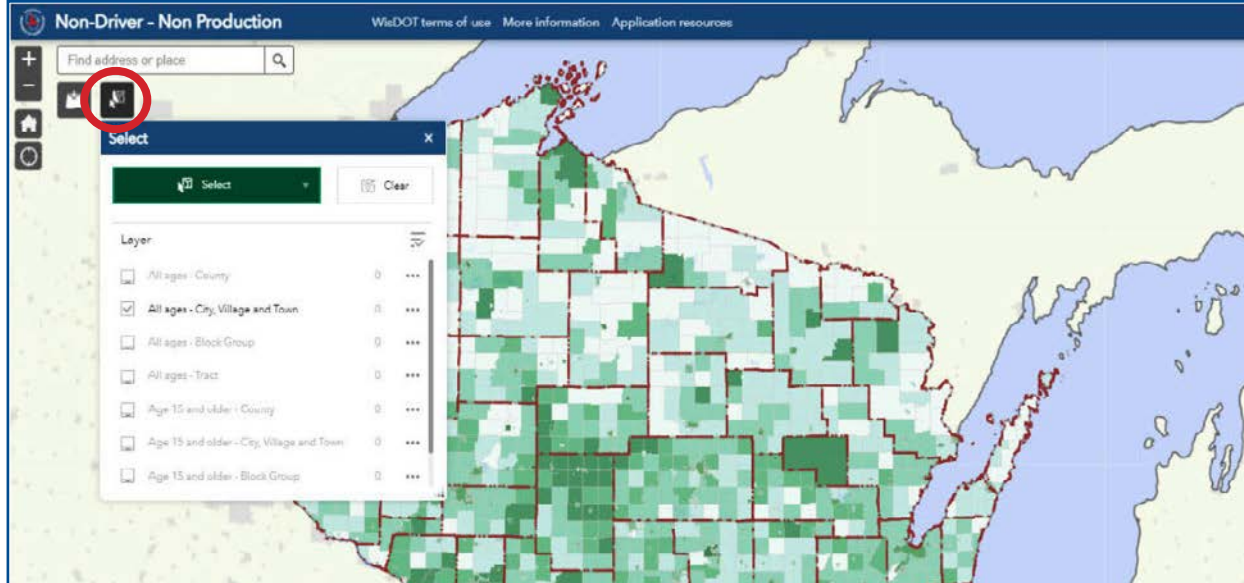 Non-Driver - Non Production WisDOT terms of use More information Application resources
+
Find address or place
−
Select ×
Select Clear
Layer
All ages - County 0 •••
All ages - City, Village and Town 0 •••
All ages - Block Group 0 •••
All ages - Tract 0 •••
Age 15 and older - County 0 •••
Age 15 and older - City, Village and Town 0 •••
Age 15 and older - Block Group 0 •••